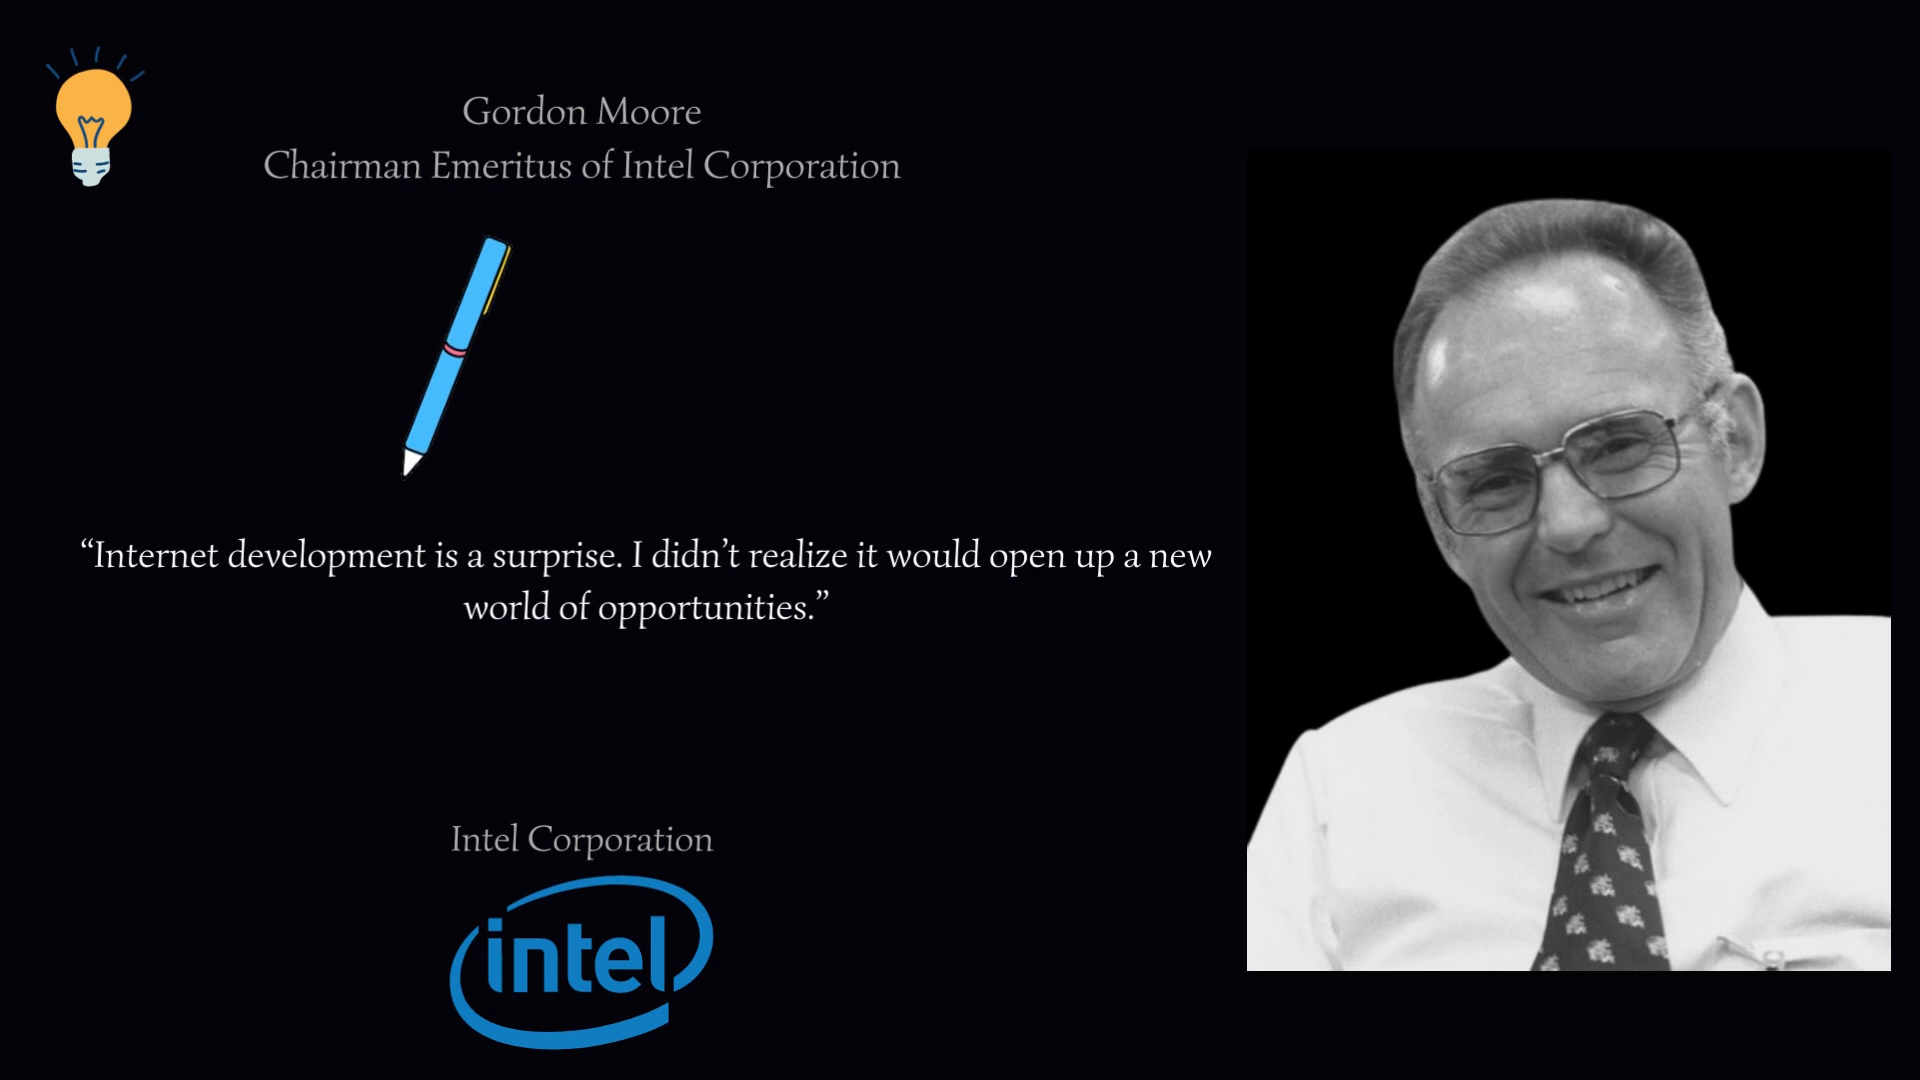 Gordon Moore
Chairman Emeritus of Intel Corporation
“Internet development is a surprise. I didn’t realize it would open up a new
world of opportunities.”
Intel Corporation
intel